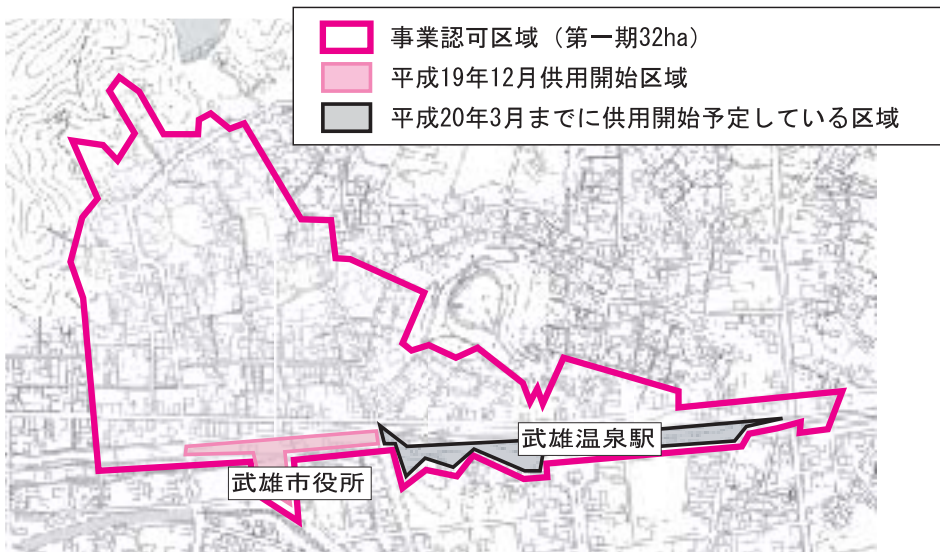 事業認可区域（第一期32ha）
平成19年12月供用開始区域
平成20年3月までに供用開始予定している区域
武雄温泉駅
武雄市役所